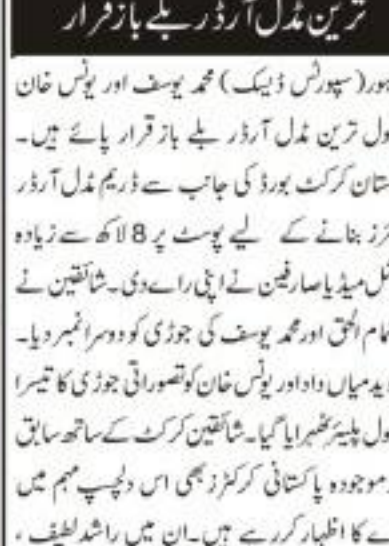 ترین مڈل آرڈر بلے باز قرار
ہور (سپورٹس ڈیسک) محمد یوسف اور یونس خان
ول ترین مڈل آرڈر بلے باز قرار پائے ہیں۔
ستان کرکٹ بورڈ کی جانب سے ڈریم مڈل آرڈر
ئرز بنانے کے لیے پوسٹ پر 8 لاکھ سے زیادہ
شل میڈیا صارفین نے اپنی رائے دی۔ شائقین نے
مام الحق اور محمد یوسف کی جوڑی کو دوسرا نمبر دیا۔
ید میاں داد اور یونس خان کو تصوراتی جوڑی کا تیسرا
ول پلیئر ٹھہرایا گیا۔ شائقین کرکٹ کے ساتھ سابق
موجودہ پاکستانی کرکٹرز بھی اس دلچسپ مہم میں
ے کا اظہار کر رہے ہیں۔ ان میں راشد لطیف ،